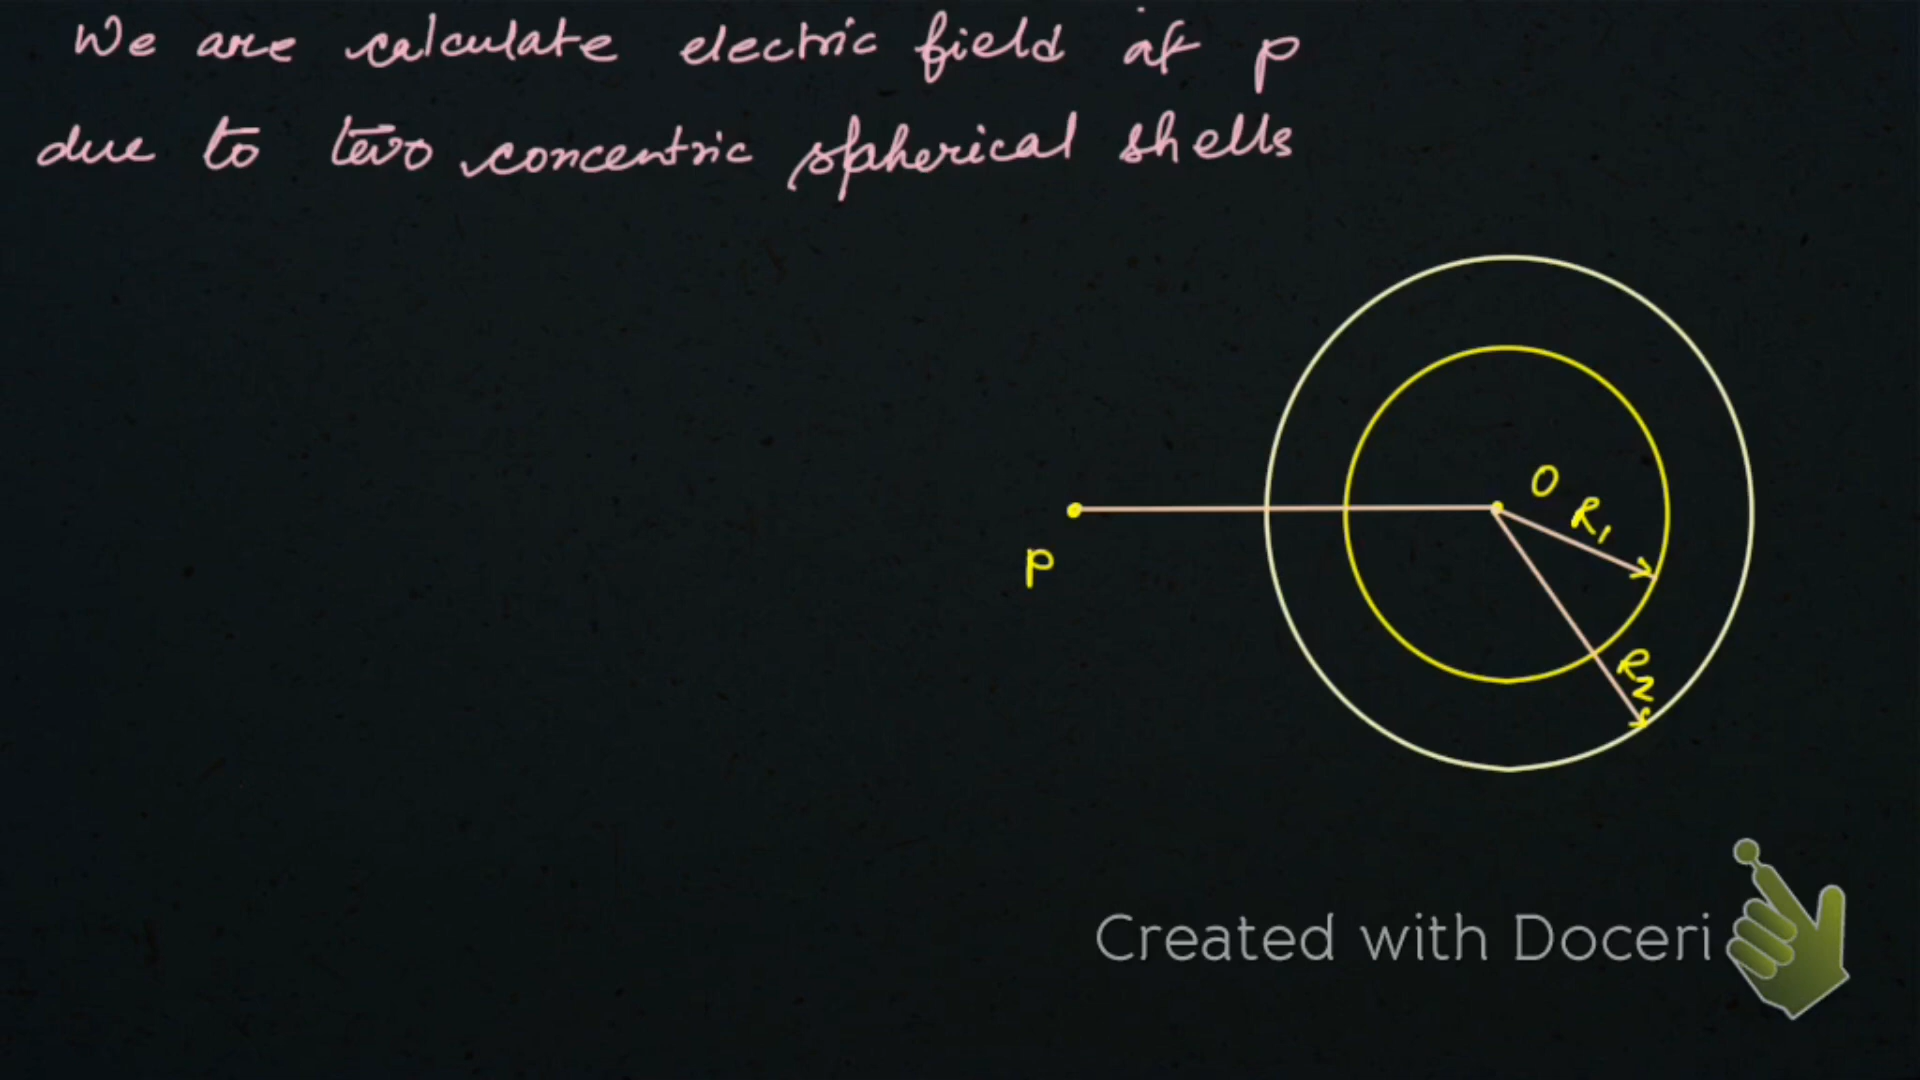 We are calculate electric field at P
due to two concentric spherical shells
O
R1
P
R2
Created with Doceri